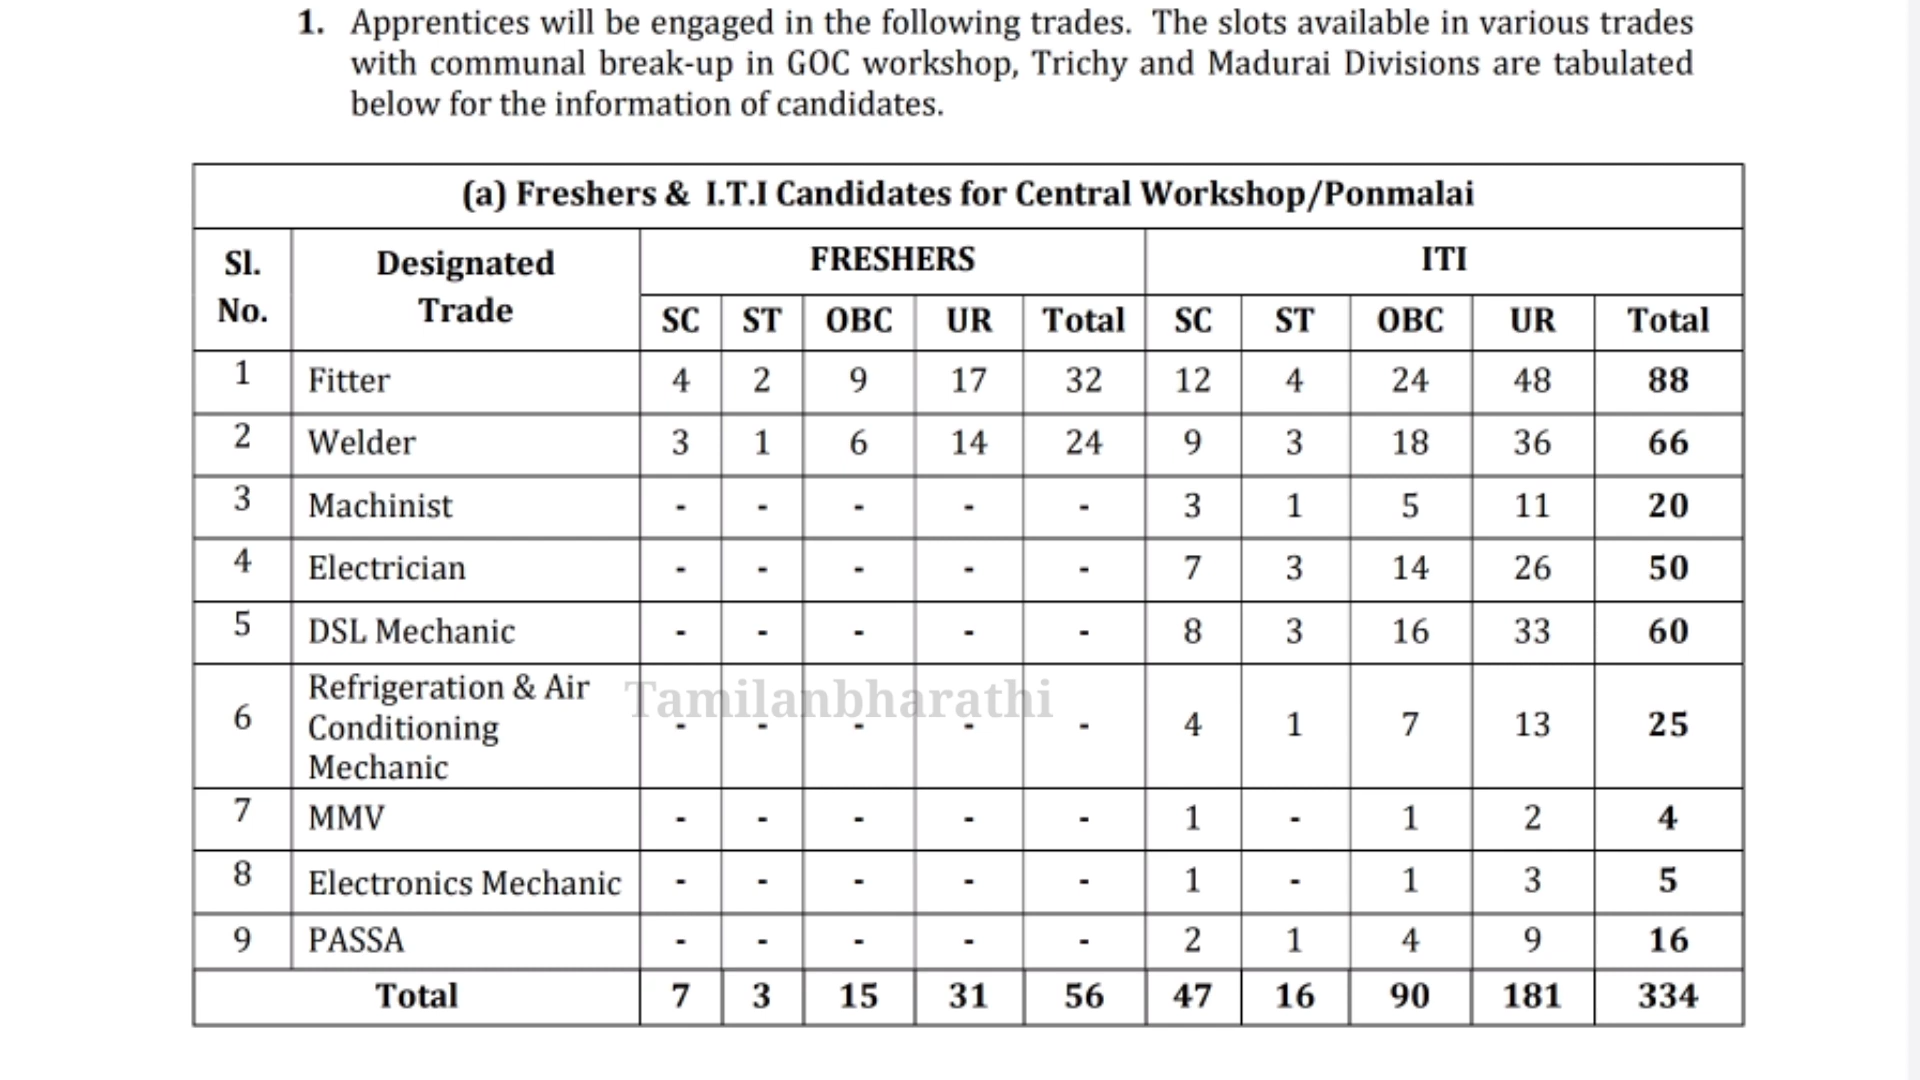 1. Apprentices will be engaged in the following trades. The slots available in various trades
with communal break-up in GOC workshop, Trichy and Madurai Divisions are tabulated
below for the information of candidates.
(a) Freshers & I.T.I Candidates for Central Workshop/Ponmalai
Sl. No. Designated Trade FRESHERS ITI
SC ST OBC UR Total SC ST OBC UR Total
1 Fitter 4 2 9 17 32 12 4 24 48 88
2 Welder 3 1 6 14 24 9 3 18 36 66
3 Machinist - - - - - 3 1 5 11 20
4 Electrician - - - - - 7 3 14 26 50
5 DSL Mechanic - - - - - 8 3 16 33 60
6 Refrigeration & Air
Conditioning
Mechanic - - - - - 4 1 7 13 25
Tamilanbharathi
7 MMV - - - - - 1 - 1 2 4
8 Electronics Mechanic - - - - - 1 - 1 3 5
9 PASSA - - - - - 2 1 4 9 16
Total 7 3 15 31 56 47 16 90 181 334